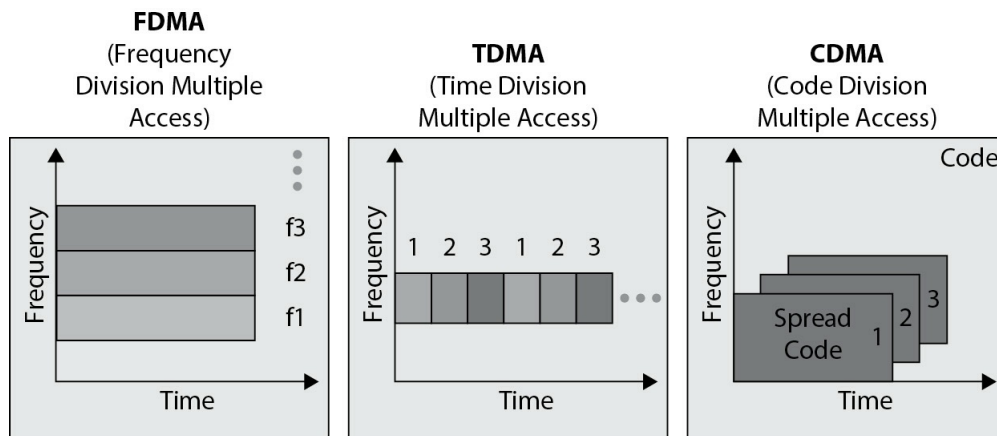 FDMA
(Frequency
Division Multiple
Access)
Frequency
f3
f2
f1
Time
TDMA
(Time Division
Multiple Access)
Frequency
1 2 3 1 2 3
Time
CDMA
(Code Division
Multiple Access)
Code
Frequency
Spread
Code
1
2
3
Time